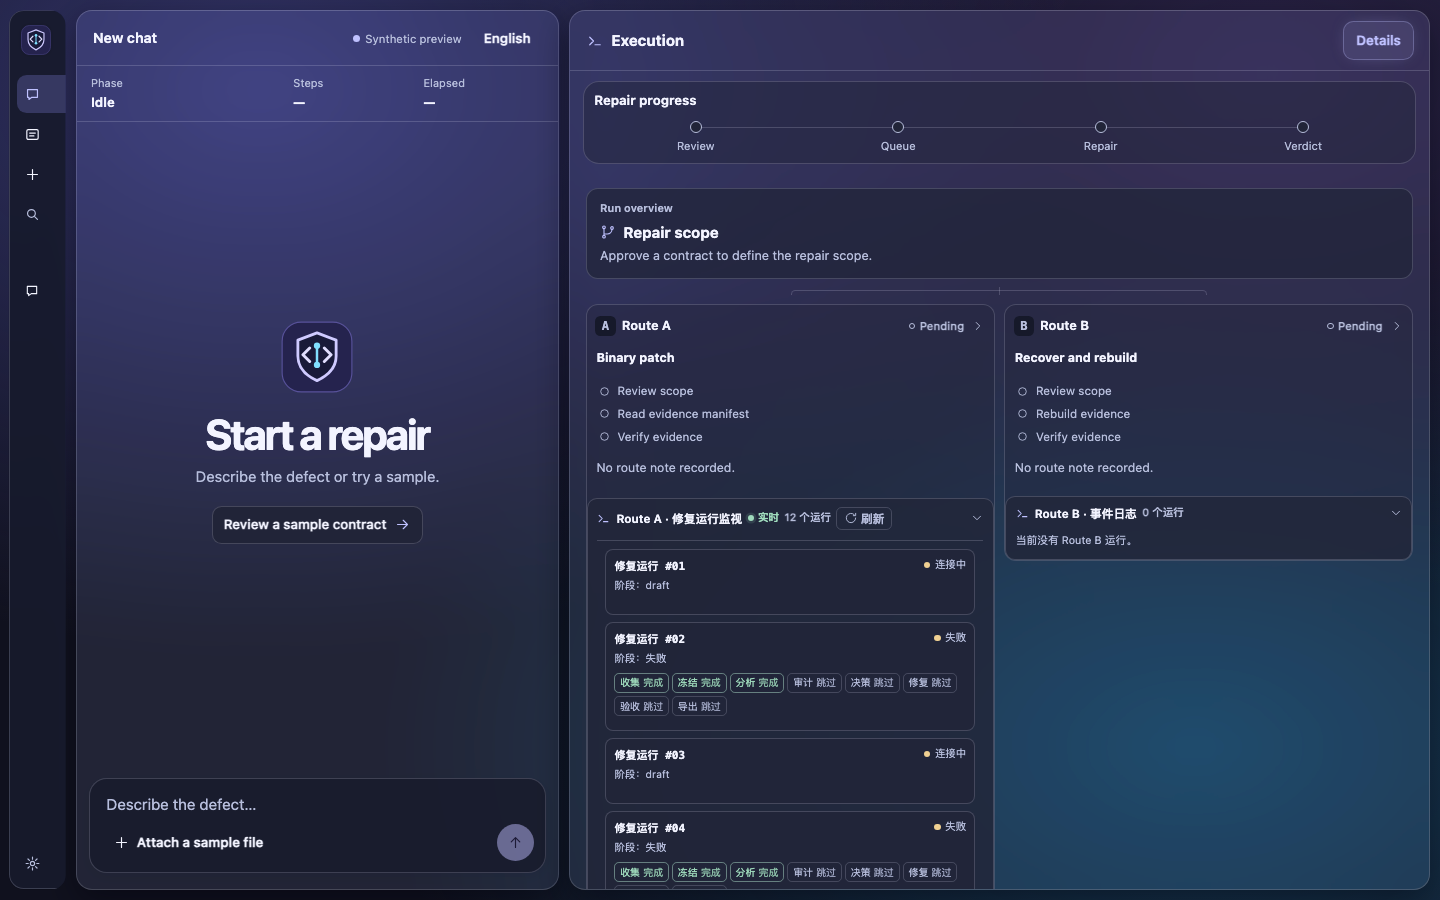 New chat
Synthetic preview
English
Phase
Steps
Elapsed
Idle
—
—
Start a repair
Describe the defect or try a sample.
Review a sample contract
Describe the defect...
Attach a sample file
Execution
Details
Repair progress
Review
Queue
Repair
Verdict
Run overview
Repair scope
Approve a contract to define the repair scope.
A Route A
Pending
Binary patch
Review scope
Read evidence manifest
Verify evidence
No route note recorded.
Route A · 修复运行监视 实时 12 个运行 刷新
修复运行 #01
连接中
阶段: draft
修复运行 #02
失败
阶段: 失败
收集 完成 冻结 完成 分析 完成 审计 跳过 决策 跳过 修复 跳过
验收 跳过 导出 跳过
修复运行 #03
连接中
阶段: draft
修复运行 #04
失败
阶段: 失败
收集 完成 冻结 完成 分析 完成 审计 跳过 决策 跳过 修复 跳过
B Route B
Pending
Recover and rebuild
Review scope
Rebuild evidence
Verify evidence
No route note recorded.
Route B · 事件日志 0 个运行
当前没有 Route B 运行。